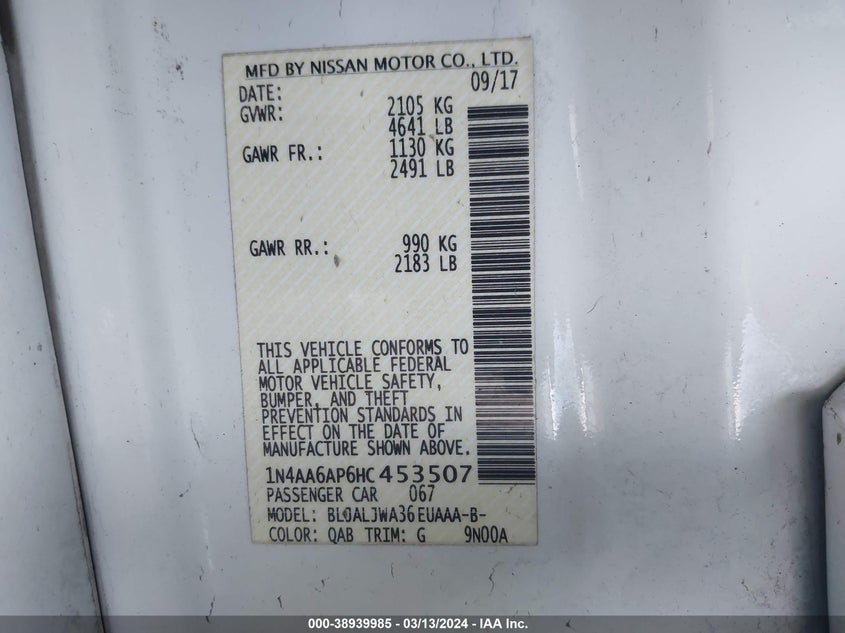 MFD BY NISSAN MOTOR CO., LTD.
DATE: 09/17
GVWR: 2105 KG
4641 LB
GAWR FR.: 1130 KG
2491 LB
GAWR RR.: 990 KG
2183 LB
THIS VEHICLE CONFORMS TO
ALL APPLICABLE FEDERAL
MOTOR VEHICLE SAFETY,
BUMPER, AND THEFT
PREVENTION STANDARDS IN
EFFECT ON THE DATE OF
MANUFACTURE SHOWN ABOVE.
1N4AA6AP6HC453507
PASSENGER CAR 067
MODEL: BL0ALJWA36EUAAA-B-
COLOR: QAB TRIM: G 9N00A
000-38939985 - 03/13/2024 - IAA Inc.